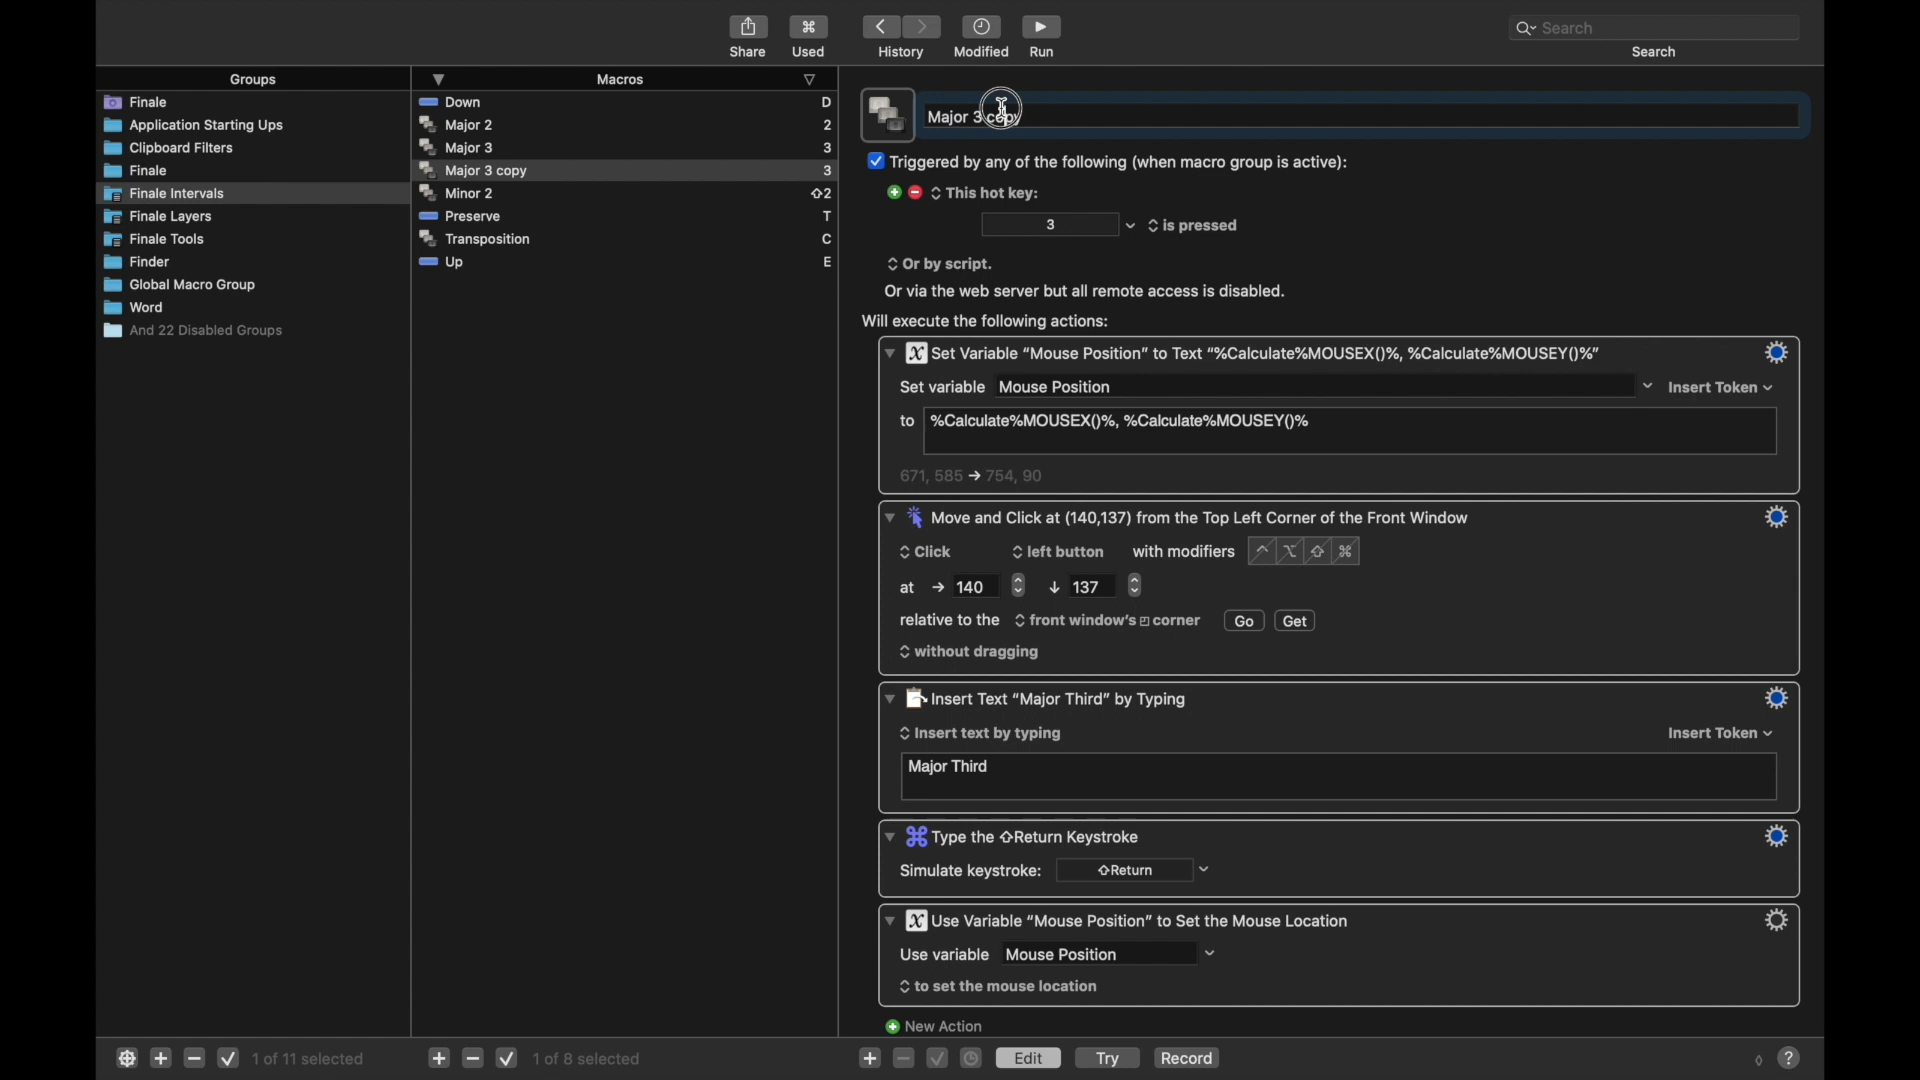 Share
Used
History
Modified
Run
Search
Search
Groups
Macros
Finale
Application Starting Ups
Clipboard Filters
Finale
Finale Intervals
Finale Layers
Finale Tools
Finder
Global Macro Group
Word
And 22 Disabled Groups
Down D
Major 2 2
Major 3 3
Major 3 copy 3
Minor 2 ⇧2
Preserve T
Transposition C
Up E
Major 3 copy
Triggered by any of the following (when macro group is active):
This hot key:
3 is pressed
Or by script.
Or via the web server but all remote access is disabled.
Will execute the following actions:
Set Variable “Mouse Position” to Text “%Calculate%MOUSEX()%, %Calculate%MOUSEY()%”
Set variable Mouse Position Insert Token
to %Calculate%MOUSEX()%, %Calculate%MOUSEY()%
671, 585 → 754, 90
Move and Click at (140,137) from the Top Left Corner of the Front Window
Click left button with modifiers ^ ⌥ ⇧ ⌘
at → 140 ↓ 137
relative to the front window’s corner Go Get
without dragging
Insert Text “Major Third” by Typing
Insert text by typing Insert Token
Major Third
Type the ⇧Return Keystroke
Simulate keystroke: ⇧Return
Use Variable “Mouse Position” to Set the Mouse Location
Use variable Mouse Position
to set the mouse location
New Action
1 of 11 selected
1 of 8 selected
Edit Try Record ?